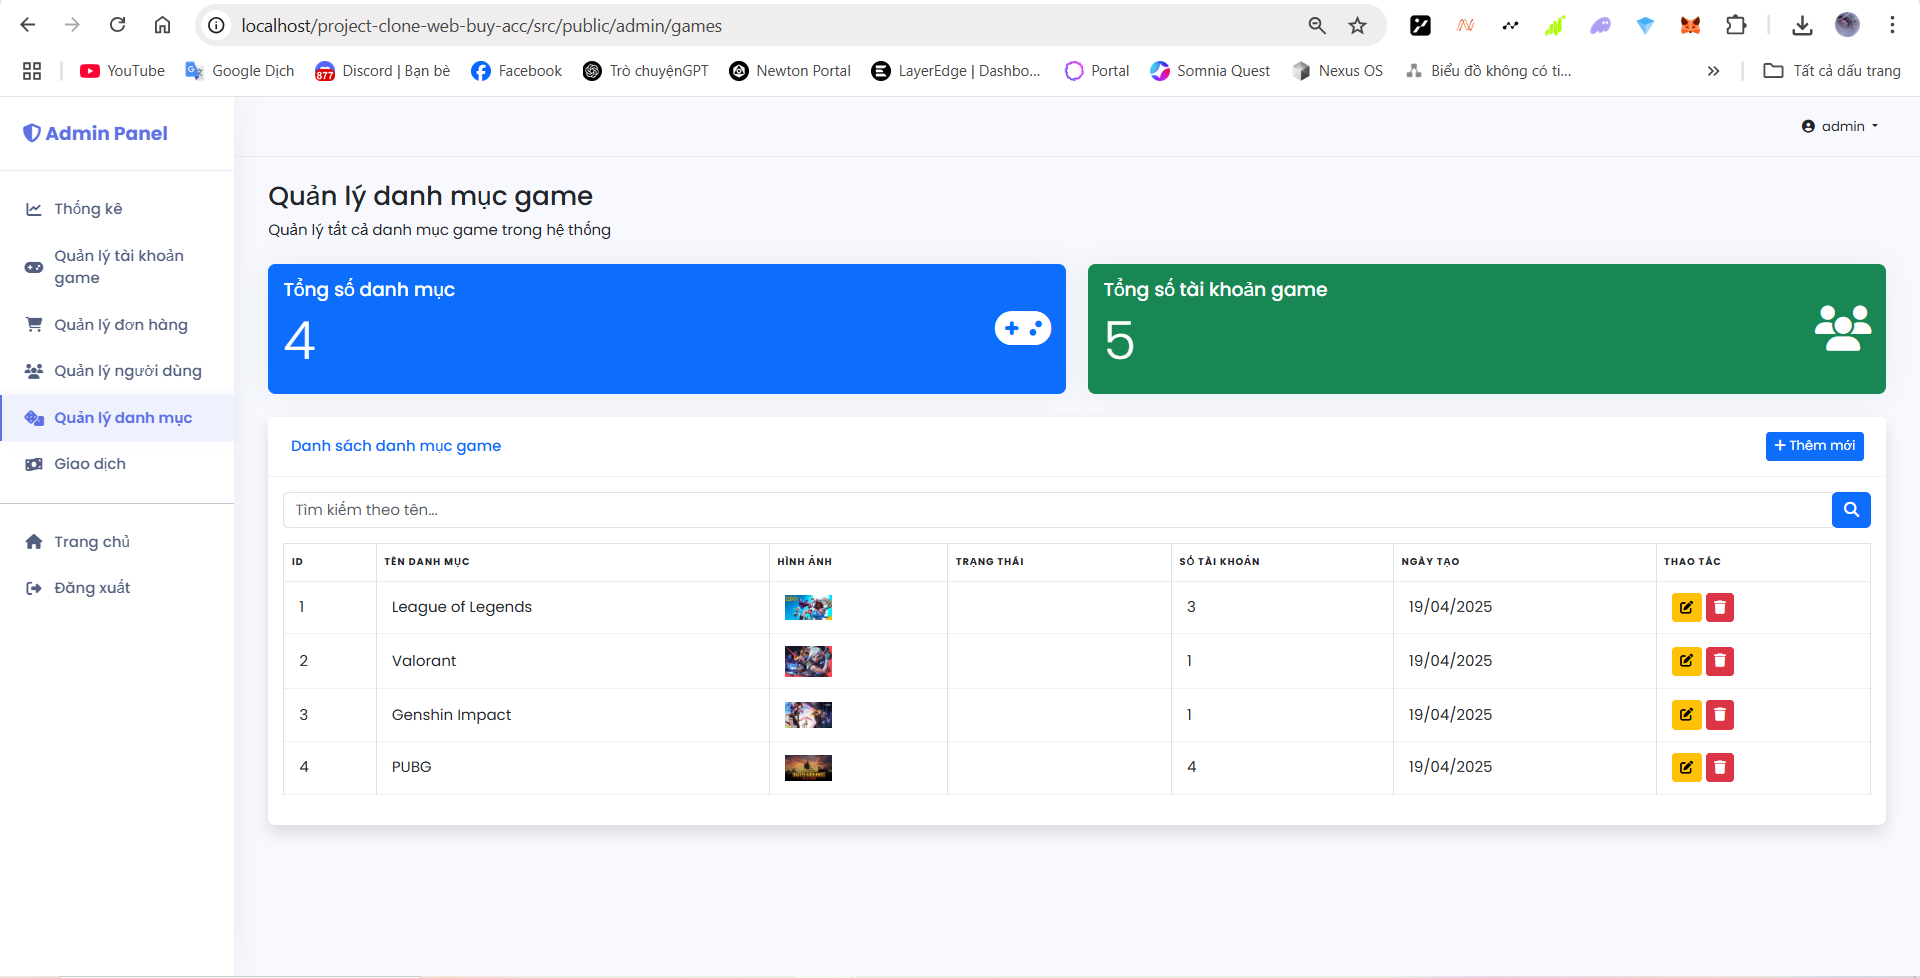 localhost/project-clone-web-buy-acc/src/public/admin/games
YouTube
Google Dịch
877
Discord | Bạn bè
Facebook
Trò chuyệnGPT
Newton Portal
LayerEdge | Dashbo...
Portal
Somnia Quest
Nexus OS
Biểu đồ không có ti...
Tất cả dấu trang
Admin Panel
admin
Thống kê
Quản lý tài khoản
game
Quản lý đơn hàng
Quản lý người dùng
Quản lý danh mục
Giao dịch
Trang chủ
Đăng xuất
Quản lý danh mục game
Quản lý tất cả danh mục game trong hệ thống
Tổng số danh mục
4
Tổng số tài khoản game
5
Danh sách danh mục game
+ Thêm mới
Tìm kiếm theo tên...
ID TÊN DANH MỤC HÌNH ẢNH TRẠNG THÁI SỐ TÀI KHOẢN NGÀY TẠO THAO TÁC
1 League of Legends 3 19/04/2025
2 Valorant 1 19/04/2025
3 Genshin Impact 1 19/04/2025
4 PUBG 4 19/04/2025